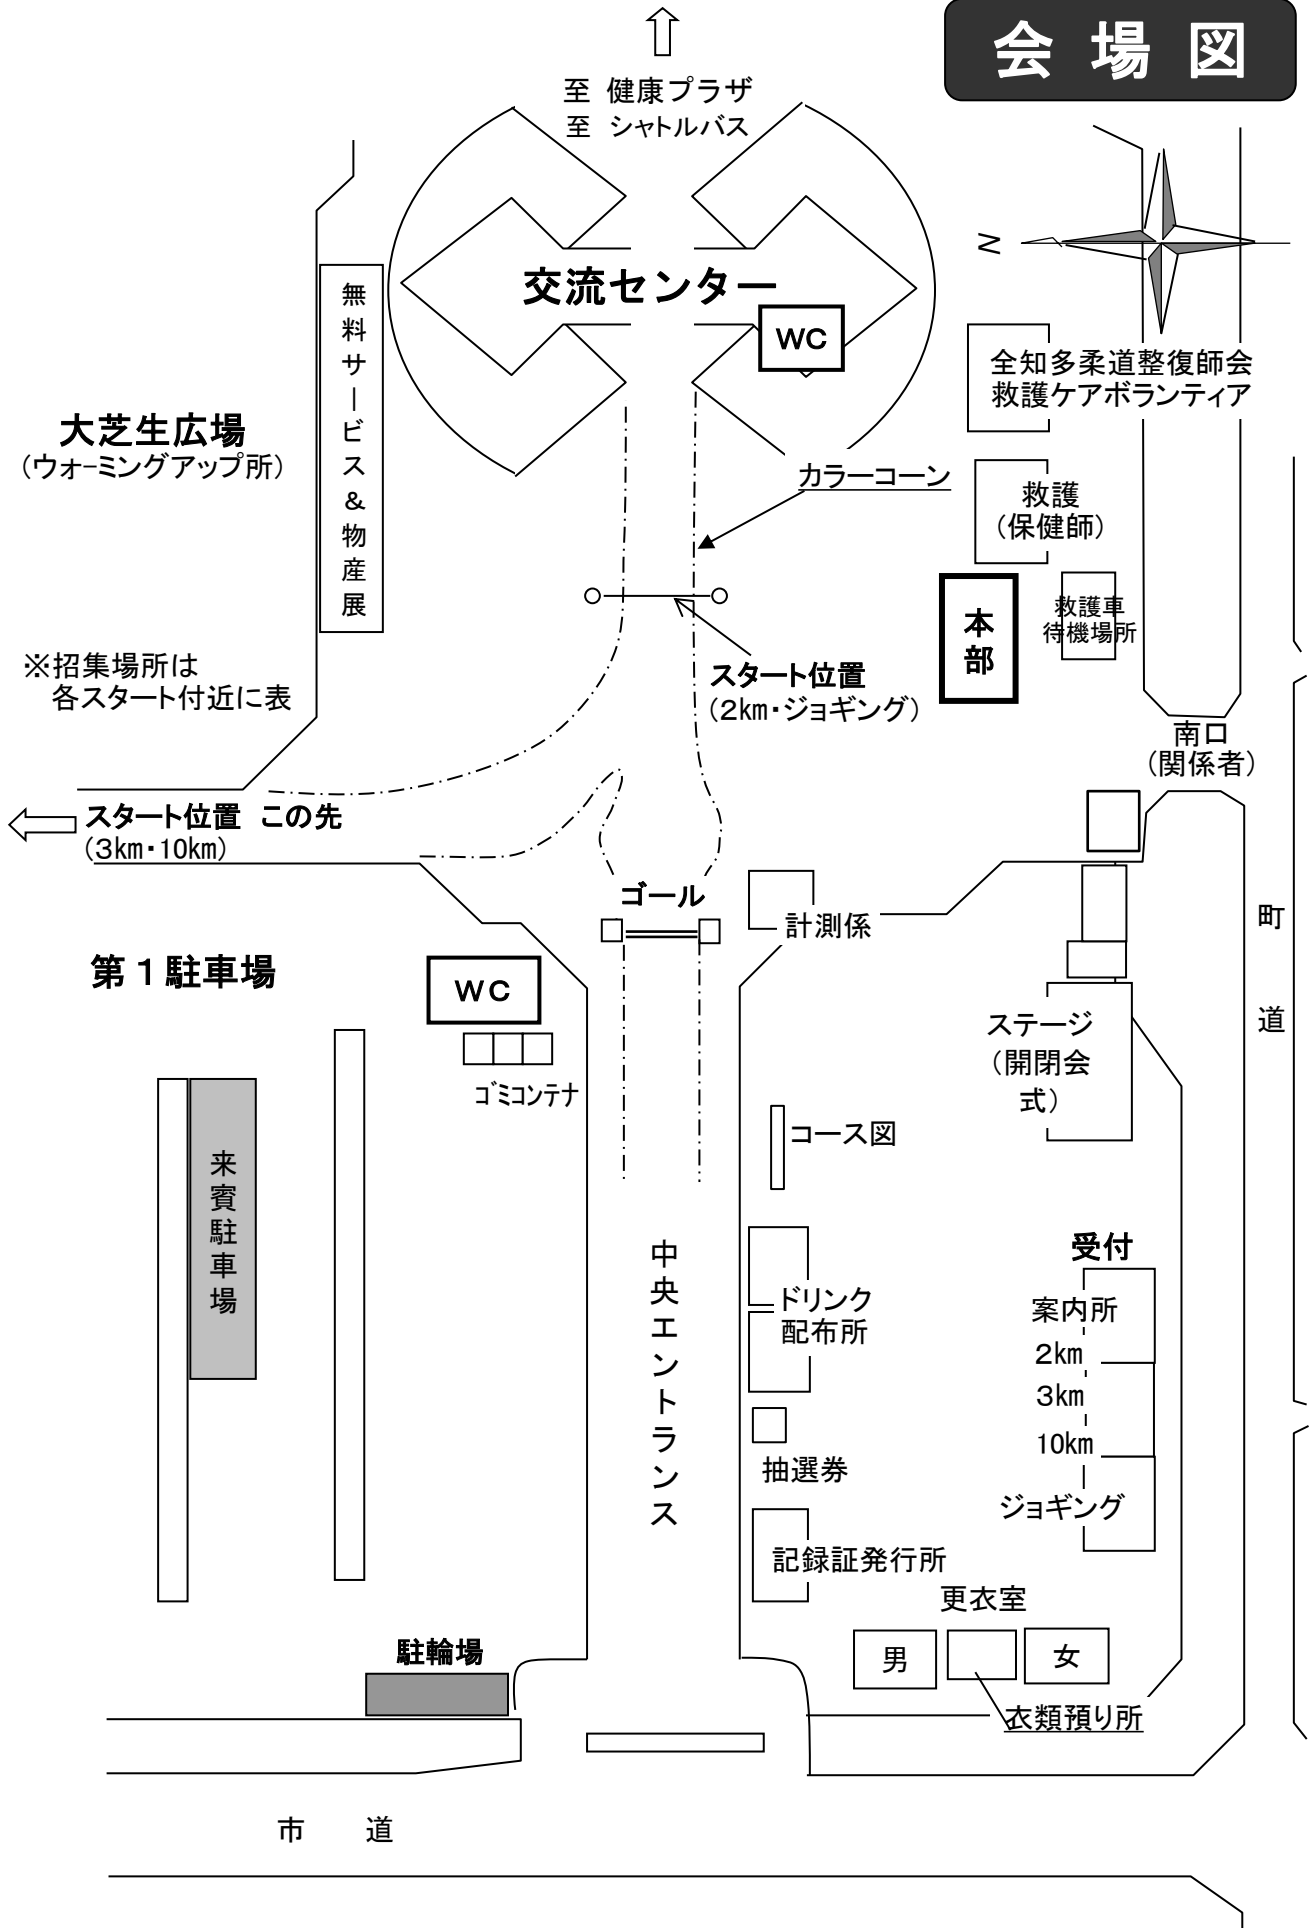 会 場 図
至 健康プラザ
至 シャトルバス
N
交流センター
WC
無料サービス&物産展
全知多柔道整復師会
救護ケアボランティア
大芝生広場
(ウォーミングアップ所)
カラーコーン
救護
(保健師)
本部
救護車
待機場所
※招集場所は
各スタート付近に表
スタート位置
(2km・ジョギング)
南口
(関係者)
スタート位置 この先
(3km・10km)
ゴール
計測係
町道
第1駐車場
WC
ゴミコンテナ
ステージ
(開閉会
式)
コース図
来賓駐車場
中央エントランス
受付
案内所
2km
3km
10km
ジョギング
ドリンク
配布所
抽選券
記録証発行所
更衣室
男
女
衣類預り所
駐輪場
市 道